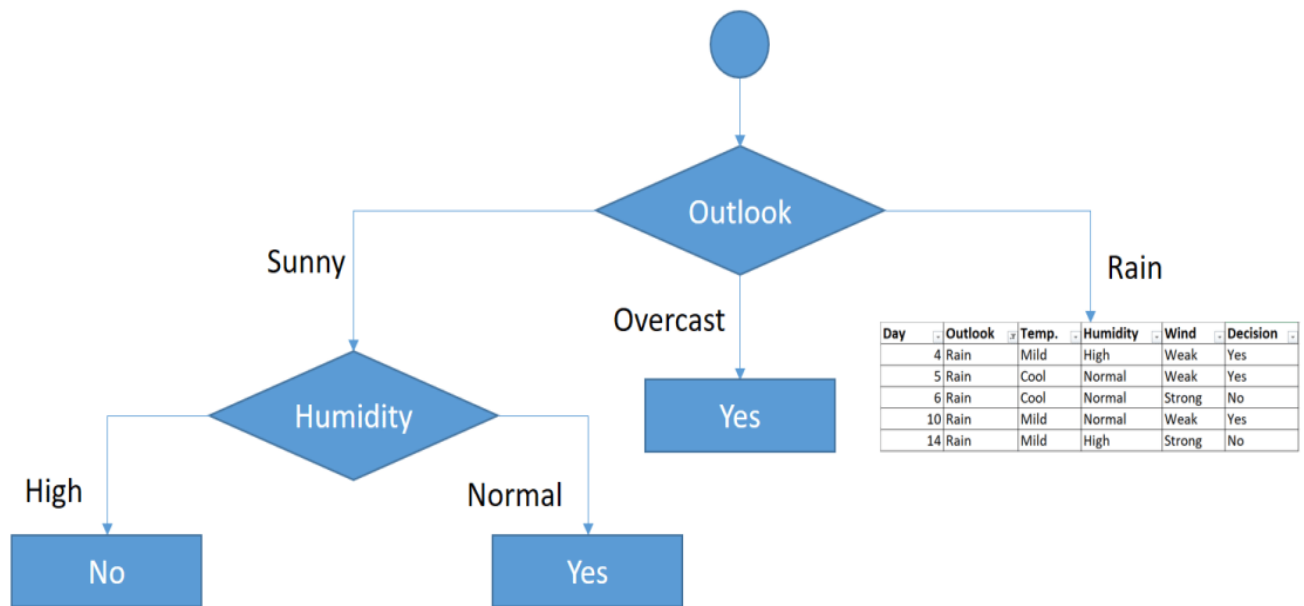 Outlook
Sunny
Rain
Overcast
Day Outlook Temp. Humidity Wind Decision
4 Rain Mild High Weak Yes
5 Rain Cool Normal Weak Yes
6 Rain Cool Normal Strong No
10 Rain Mild Normal Weak Yes
14 Rain Mild High Strong No
Humidity
Yes
High
Normal
No
Yes